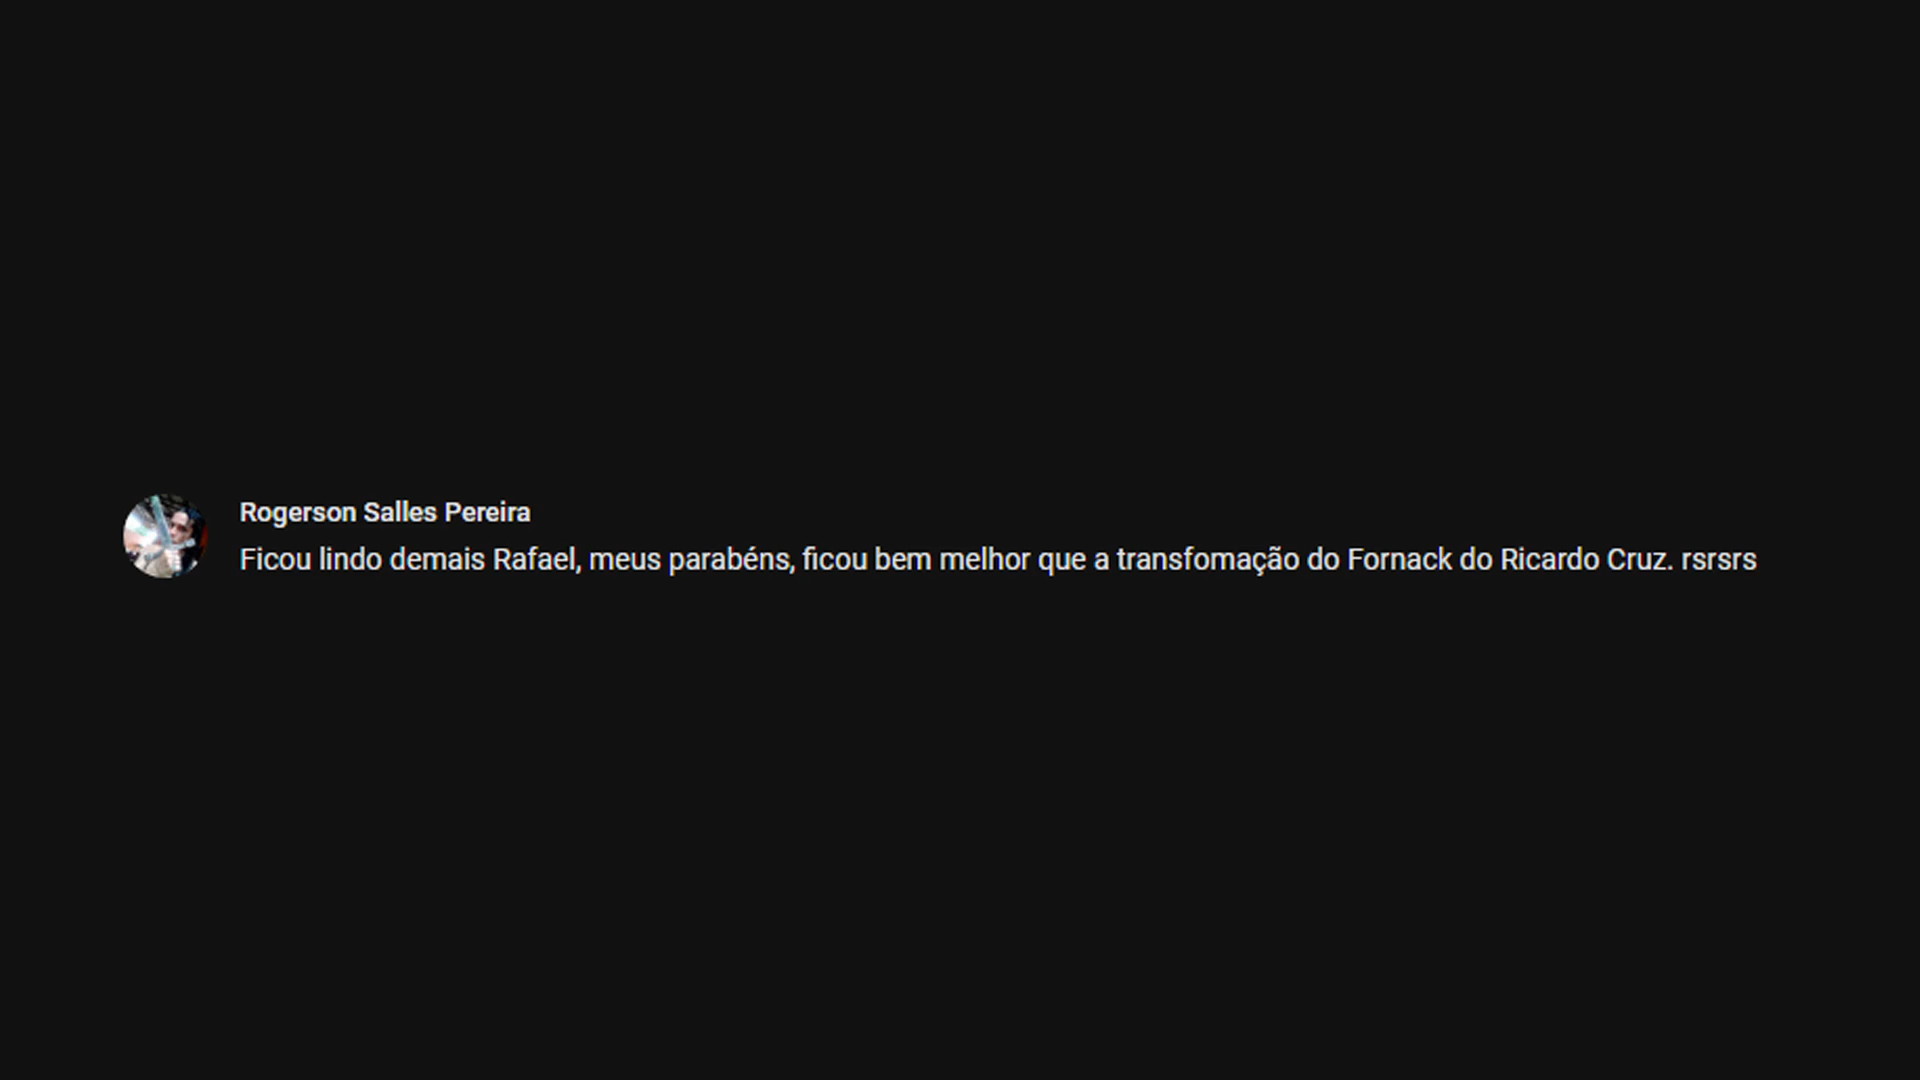 Rogerson Salles Pereira
Ficou lindo demais Rafael, meus parabéns, ficou bem melhor que a transfomação do Fornack do Ricardo Cruz. rsrsrs